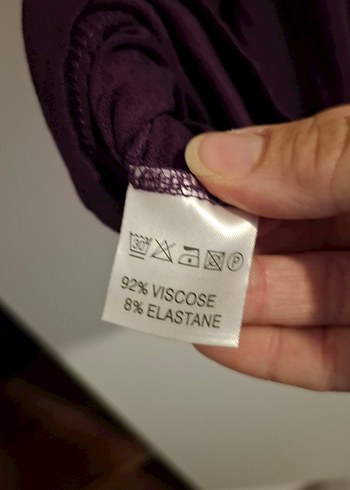 30°
P
92% VISCOSE
8% ELASTANE